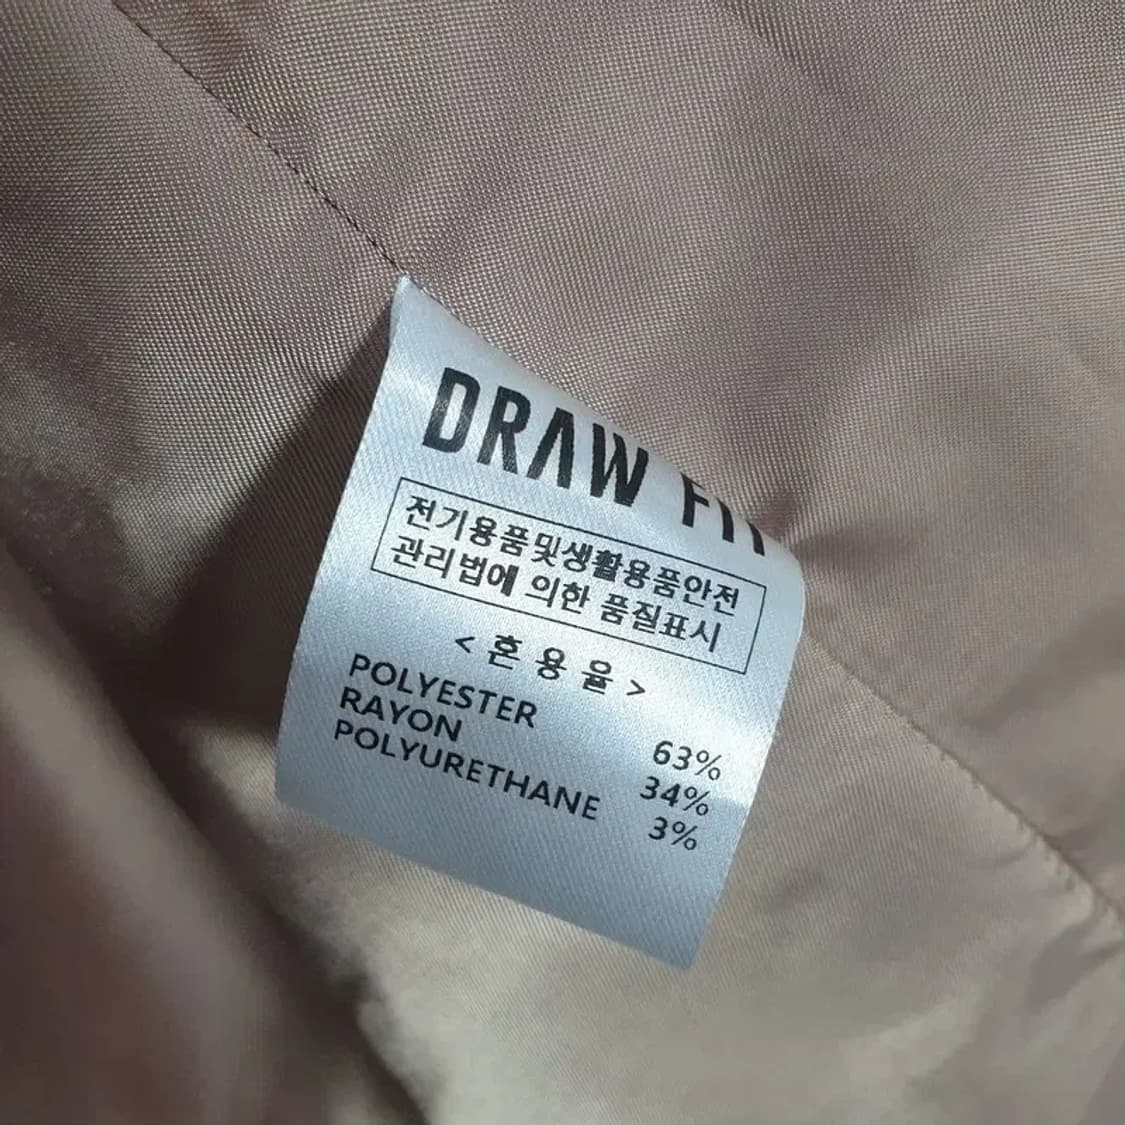 DRAW FIT
전기용품및생활용품안전
관리법에 의한 품질표시
<혼용율>
POLYESTER 63%
RAYON 34%
POLYURETHANE 3%